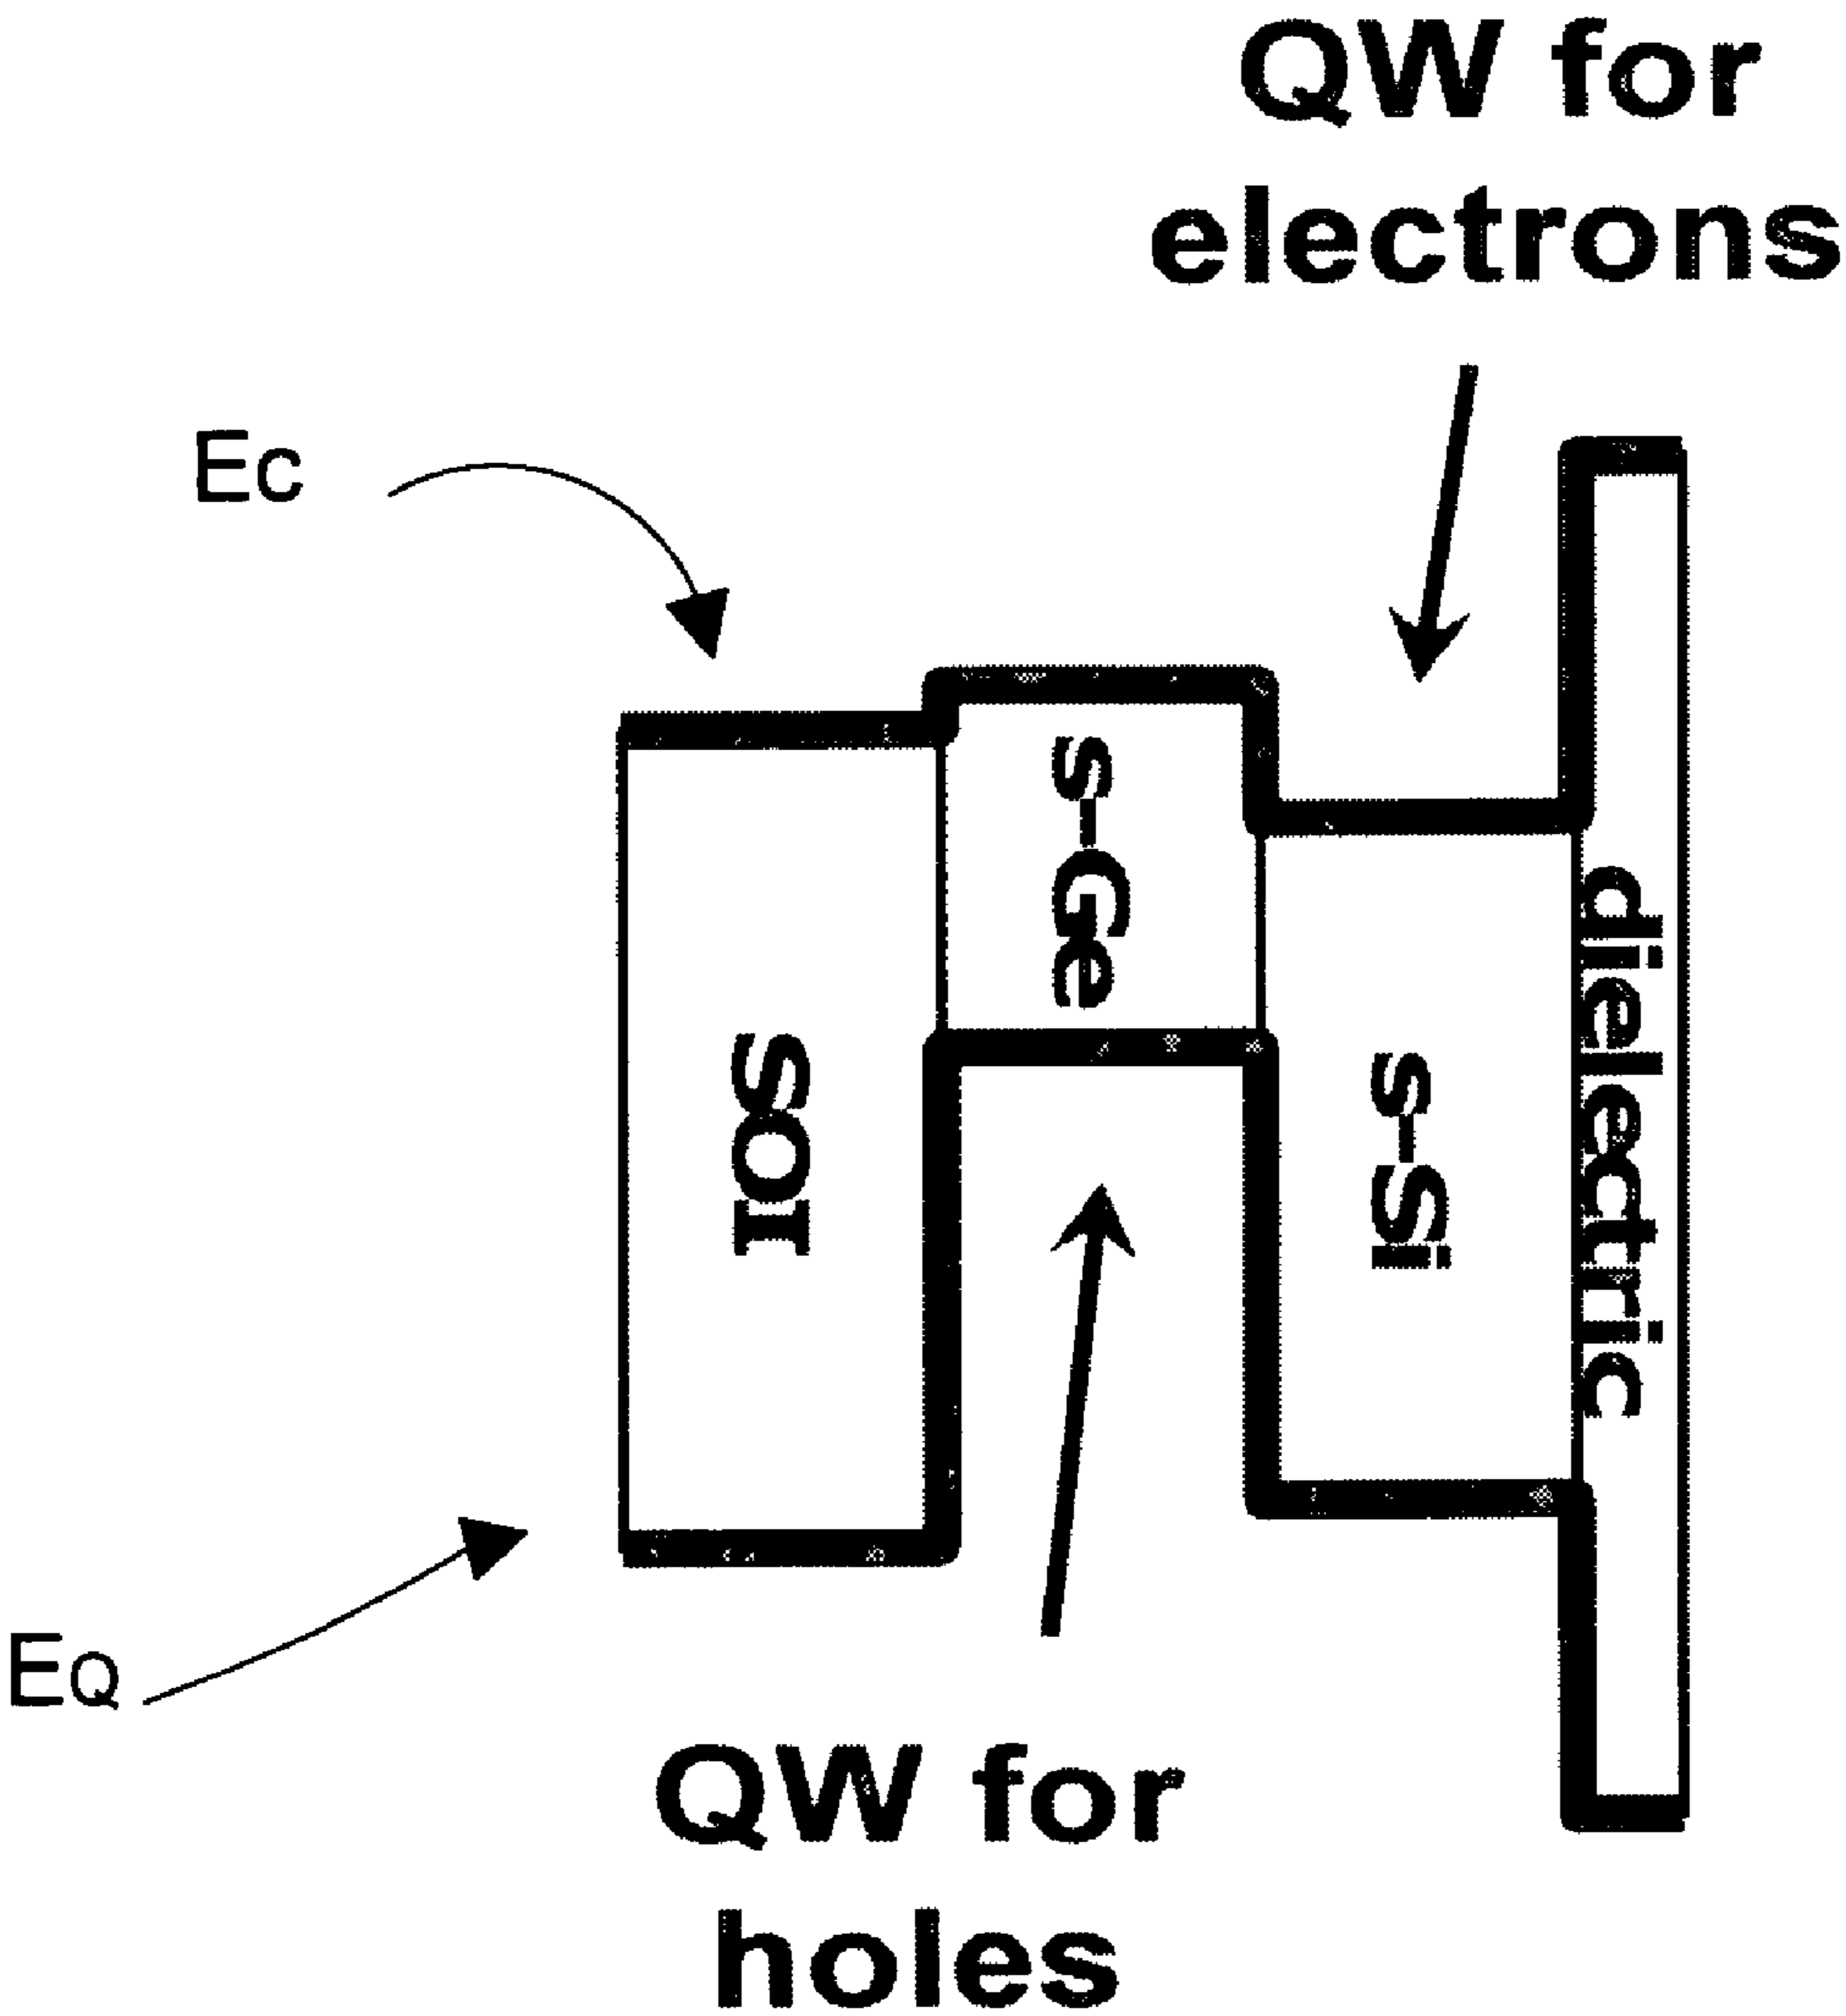 QW for
electrons
Ec
s-Ge
dielectric
SOI
s-Si
EQ
QW for
holes